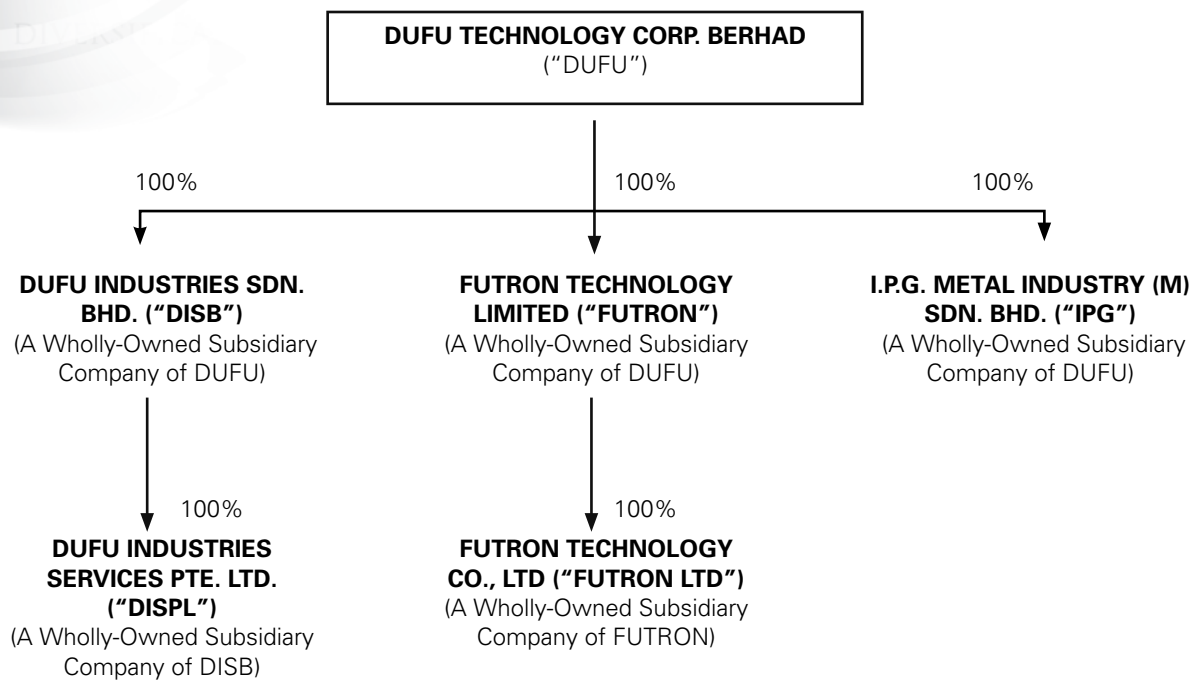 DUFU TECHNOLOGY CORP. BERHAD
(“DUFU”)
100%
100%
100%
DUFU INDUSTRIES SDN.
BHD. (“DISB”)
(A Wholly-Owned Subsidiary
Company of DUFU)
FUTRON TECHNOLOGY
LIMITED (“FUTRON”)
(A Wholly-Owned Subsidiary
Company of DUFU)
I.P.G. METAL INDUSTRY (M)
SDN. BHD. (“IPG”)
(A Wholly-Owned Subsidiary
Company of DUFU)
100%
DUFU INDUSTRIES
SERVICES PTE. LTD.
(“DISPL”)
(A Wholly-Owned Subsidiary
Company of DISB)
100%
FUTRON TECHNOLOGY
CO., LTD (“FUTRON LTD”)
(A Wholly-Owned Subsidiary
Company of FUTRON)